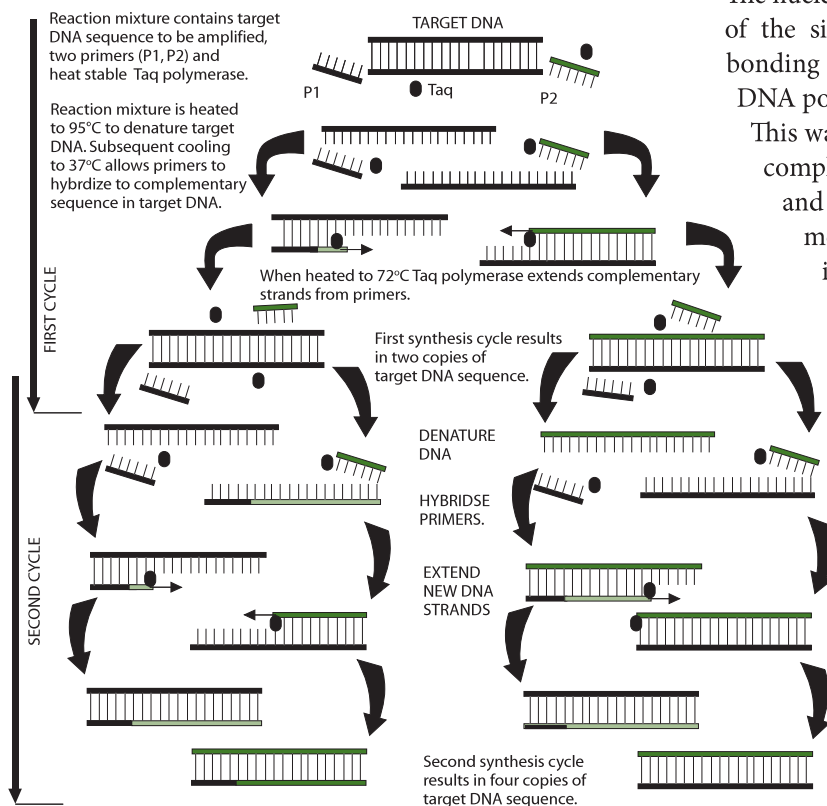 Reaction mixture contains target
DNA sequence to be amplified,
two primers (P1, P2) and
heat stable Taq polymerase.
TARGET DNA
P1
Taq
P2
Reaction mixture is heated
to 95°C to denature target
DNA. Subsequent cooling
to 37°C allows primers to
hybrdize to complementary
sequence in target DNA.
When heated to 72°C Taq polymerase extends complementary
strands from primers.
FIRST CYCLE
First synthesis cycle results
in two copies of
target DNA sequence.
DENATURE
DNA
HYBRIDSE
PRIMERS.
SECOND CYCLE
EXTEND
NEW DNA
STRANDS
Second synthesis cycle
results in four copies of
target DNA sequence.
of the si
bonding
DNA po
This wa
comp
and
m
i